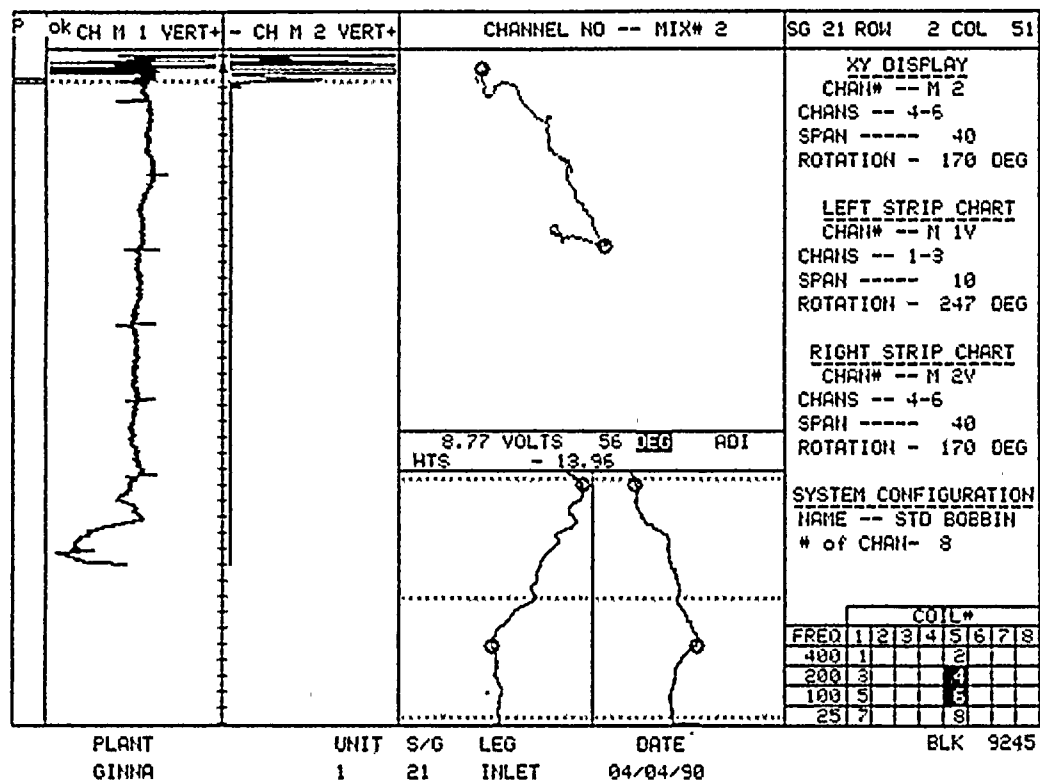 P ok CH M 1 VERT+ - CH M 2 VERT+ CHANNEL NO -- MIX# 2 SG 21 ROW 2 COL 51
XY DISPLAY
CHAN# -- M 2
CHANS -- 4-6
SPAN ----- 40
ROTATION - 170 DEG
LEFT STRIP CHART
CHAN# -- M 1V
CHANS -- 1-3
SPAN ----- 10
ROTATION - 247 DEG
RIGHT STRIP CHART
CHAN# -- M 2V
CHANS -- 4-6
SPAN ----- 40
ROTATION - 170 DEG
8.77 VOLTS 56 DEG ADI
HTS - 13.96
SYSTEM CONFIGURATION
NAME -- STD BOBBIN
# of CHAN- 8
COIL#
FREQ 1 2 3 4 5 6 7 8
400 1 2
200 3 4
100 5 6
25 7 8
PLANT UNIT S/G LEG DATE BLK 9245
GINNA 1 21 INLET 04/04/90